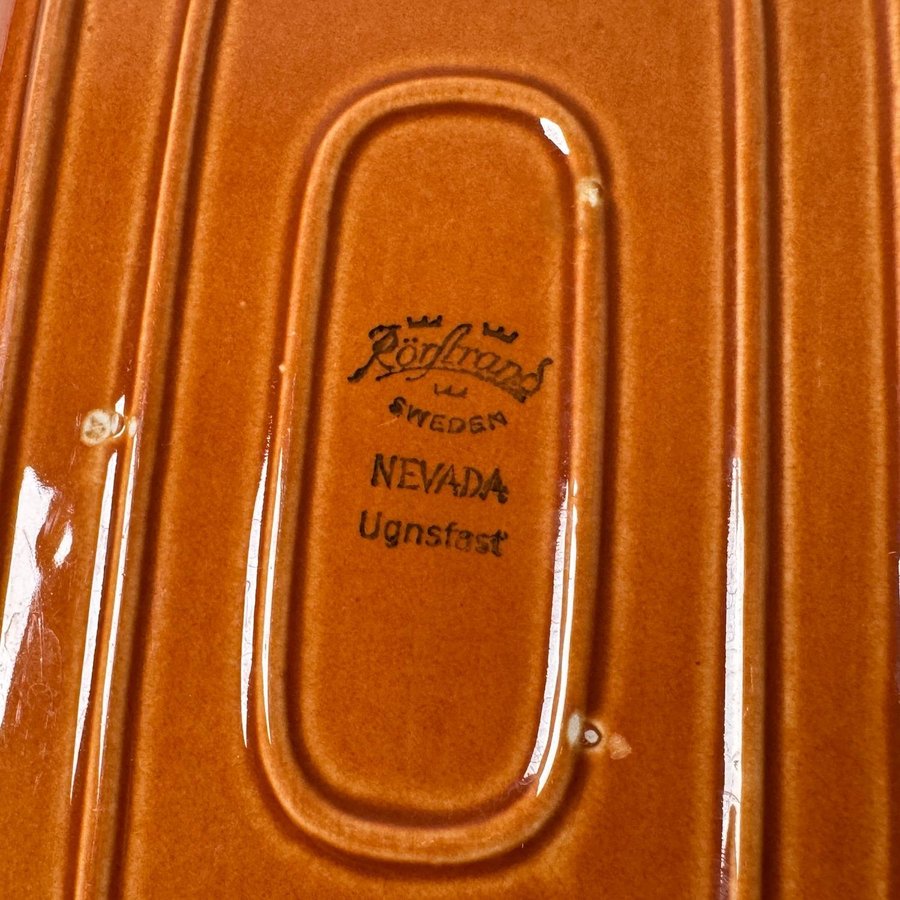 Rörstrand
SWEDEN
NEVADA
Ugnsfast